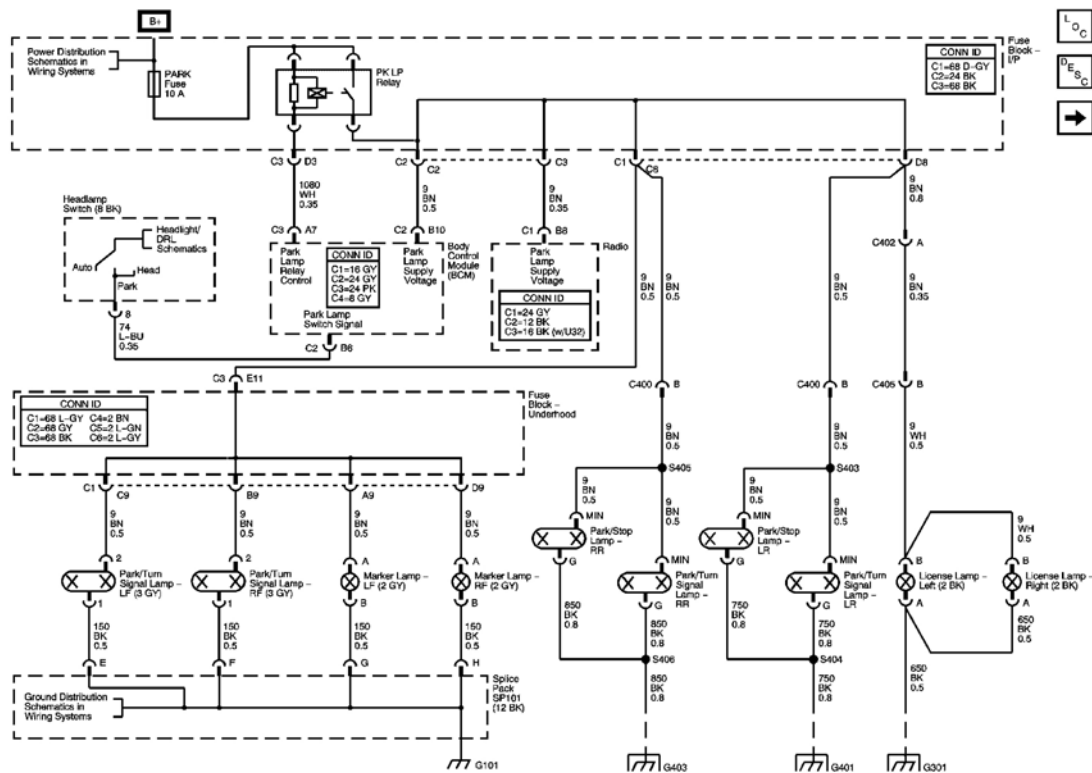 B+
L O C
D E S C
Power Distribution
Schematics in
Wiring Systems
PARK
Fuse
10 A
PK LP
Relay
CONN ID
C1=68 D-GY
C2=24 BK
C3=68 BK
Fuse
Block –
I/P
C3 D3
C2 C2
C3
C1 C6
D8
1080
WH
0.35
9
BN
0.5
9
BN
0.35
9
BN
0.8
C402 A
Headlamp
Switch (8 BK)
Headlight/
DRL
Schematics
Auto
Head
Park
8
74
L-BU
0.35
C3 A7
C2 B10
C1 B8
Park
Lamp
Relay
Control
CONN ID
C1=16 GY
C2=24 GY
C3=24 PK
C4=8 GY
Park
Lamp
Supply
Voltage
Body
Control
Module
(BCM)
Park Lamp
Switch Signal
C2 B6
Radio
Park
Lamp
Supply
Voltage
CONN ID
C1=24 GY
C2=12 BK
C3=16 BK (w/U32)
9
BN
0.5
9
BN
0.5
9
BN
0.5
9
BN
0.35
C3 E11
C400 B
C400 B
C405 B
CONN ID
C1=68 L-GY C4=2 BN
C2=68 GY C5=2 L-GN
C3=68 BK C6=2 L-GY
Fuse
Block –
Underhood
9
BN
0.5
9
BN
0.5
9
WH
0.5
S405
S403
C1 C9
B9
A9
D9
9
BN
0.5
9
BN
0.5
9
BN
0.5
9
BN
0.5
9
BN
0.5
9
BN
0.5
9
BN
0.5
9
BN
0.5
9
WH
0.5
2
2
A
A
MIN
MIN
MIN
MIN
B
B
Park/Turn
Signal Lamp –
LF (3 GY)
Park/Turn
Signal Lamp –
RF (3 GY)
Marker Lamp –
LF (2 GY)
Marker Lamp –
RF (2 GY)
Park/Stop
Lamp –
RR
Park/Turn
Signal
Lamp –
RR
Park/Stop
Lamp –
LR
Park/Turn
Signal
Lamp –
LR
License Lamp –
Left (2 BK)
License Lamp –
Right (2 BK)
1
1
B
B
G
G
G
G
A
A
150
BK
0.5
150
BK
0.5
150
BK
0.5
150
BK
0.5
850
BK
0.8
850
BK
0.8
750
BK
0.8
750
BK
0.8
650
BK
0.5
E
F
G
H
S406
S404
850
BK
0.8
750
BK
0.8
650
BK
0.5
Ground Distribution
Schematics in
Wiring Systems
Splice
Pack
SP101
(12 BK)
G101
G403
G401
G301